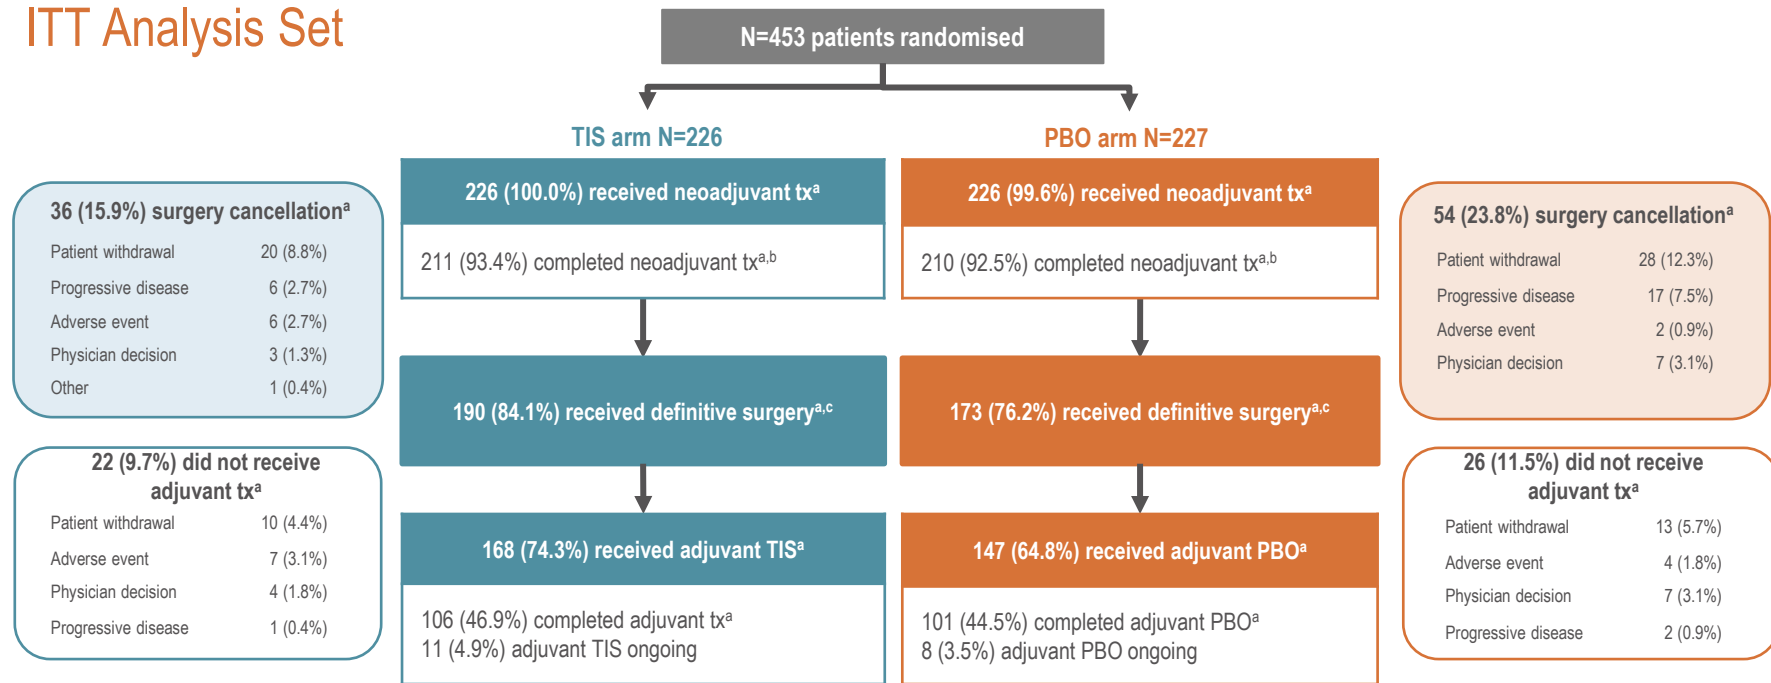 ITT Analysis Set
N=453 patients randomised
TIS arm N=226
PBO arm N=227
226 (100.0%) received neoadjuvant txᵃ
211 (93.4%) completed neoadjuvant txᵃ,ᵇ
226 (99.6%) received neoadjuvant txᵃ
210 (92.5%) completed neoadjuvant txᵃ,ᵇ
36 (15.9%) surgery cancellationᵃ
Patient withdrawal 20 (8.8%)
Progressive disease 6 (2.7%)
Adverse event 6 (2.7%)
Physician decision 3 (1.3%)
Other 1 (0.4%)
54 (23.8%) surgery cancellationᵃ
Patient withdrawal 28 (12.3%)
Progressive disease 17 (7.5%)
Adverse event 2 (0.9%)
Physician decision 7 (3.1%)
190 (84.1%) received definitive surgeryᵃ,ᶜ
173 (76.2%) received definitive surgeryᵃ,ᶜ
22 (9.7%) did not receive
adjuvant txᵃ
Patient withdrawal 10 (4.4%)
Adverse event 7 (3.1%)
Physician decision 4 (1.8%)
Progressive disease 1 (0.4%)
168 (74.3%) received adjuvant TISᵃ
106 (46.9%) completed adjuvant txᵃ
11 (4.9%) adjuvant TIS ongoing
147 (64.8%) received adjuvant PBOᵃ
101 (44.5%) completed adjuvant PBOᵃ
8 (3.5%) adjuvant PBO ongoing
26 (11.5%) did not receive
adjuvant txᵃ
Patient withdrawal 13 (5.7%)
Adverse event 4 (1.8%)
Physician decision 7 (3.1%)
Progressive disease 2 (0.9%)